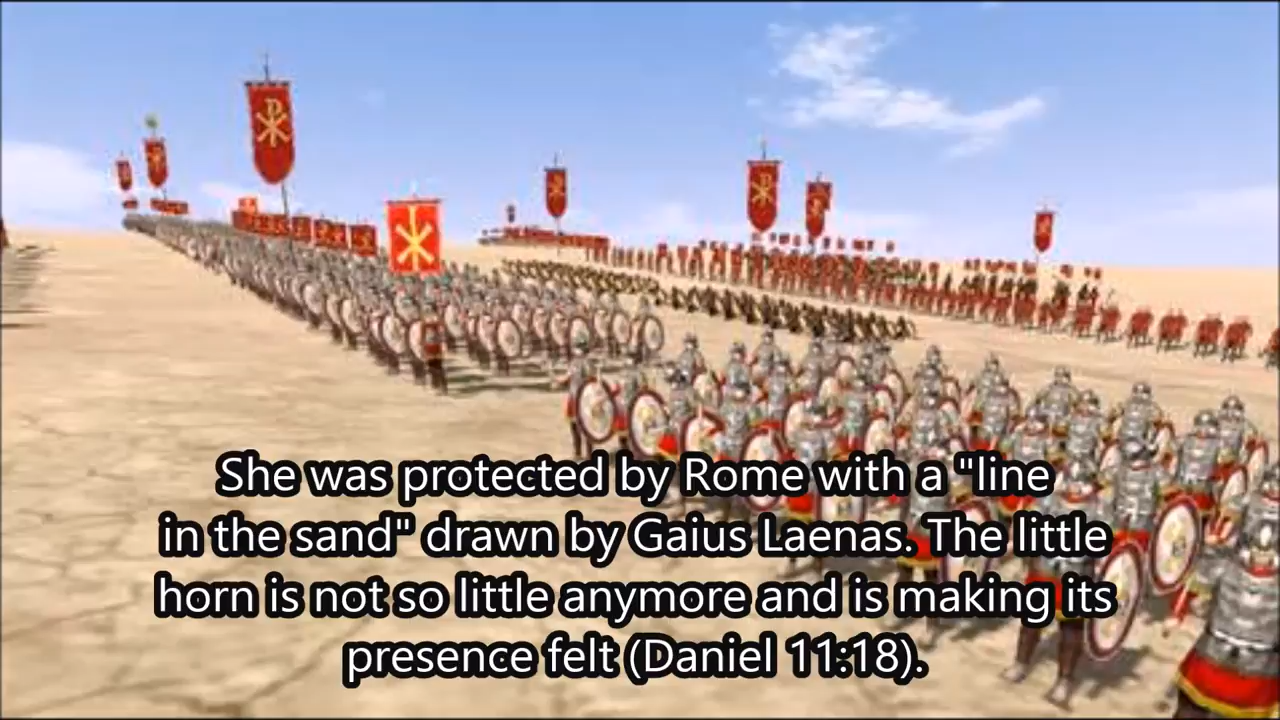 She was protected by Rome with a "line
in the sand" drawn by Gaius Laenas. The little
horn is not so little anymore and is making its
presence felt (Daniel 11:18).